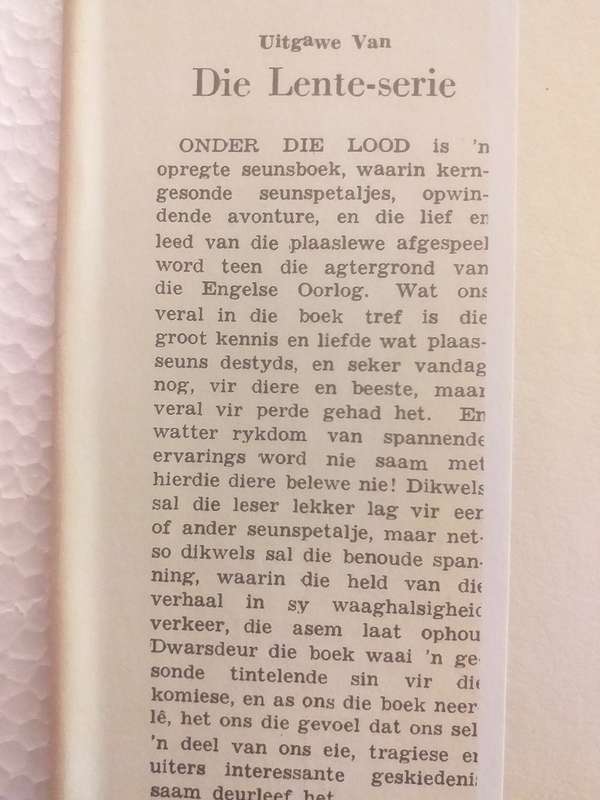 Uitgawe Van
Die Lente-serie
ONDER DIE LOOD is 'n
opregte seunsboek, waarin kern-
gesonde seunspetaljes, opwin-
dende avonture, en die lief en
leed van die plaaslewe afgespeel
word teen die agtergrond van
die Engelse Oorlog. Wat ons
veral in die boek tref is die
groot kennis en liefde wat plaas-
seuns destyds, en seker vandag
nog, vir diere en beeste, maar
veral vir perde gehad het. En
watter rykdom van spannende
ervarings word nie saam met
hierdie diere belewe nie! Dikwels
sal die leser lekker lag vir een
of ander seunspetalje, maar net-
so dikwels sal die benoude span-
ning, waarin die held van die
verhaal in sy waaghalsigheid
verkeer, die asem laat ophou
Dwarsdeur die boek waai 'n ge-
sonde tintelende sin vir die
komiese, en as ons die boek neer
lê, het ons die gevoel dat ons sel
'n deel van ons eie, tragiese en
uiters interessante geskiedenis
saam deurleef het